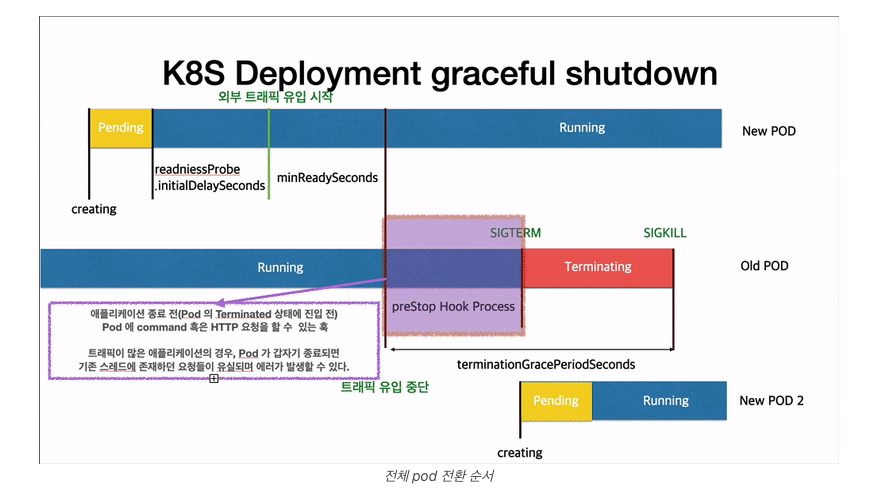 K8S Deployment graceful shutdown
외부 트래픽 유입 시작
Pending
Running
New POD
readniessProbe
.initialDelaySeconds
minReadySeconds
creating
SIGTERM
SIGKILL
Running
Terminating
Old POD
preStop Hook Process
애플리케이션 종료 전(Pod 의 Terminated 상태에 진입 전)
Pod 에 command 혹은 HTTP 요청을 할 수 있는 훅
트래픽이 많은 애플리케이션의 경우, Pod 가 갑자기 종료되면
기존 스레드에 존재하던 요청들이 유실되며 에러가 발생할 수 있다.
terminationGracePeriodSeconds
트래픽 유입 중단
Pending
Running
New POD 2
creating
전체 pod 전환 순서